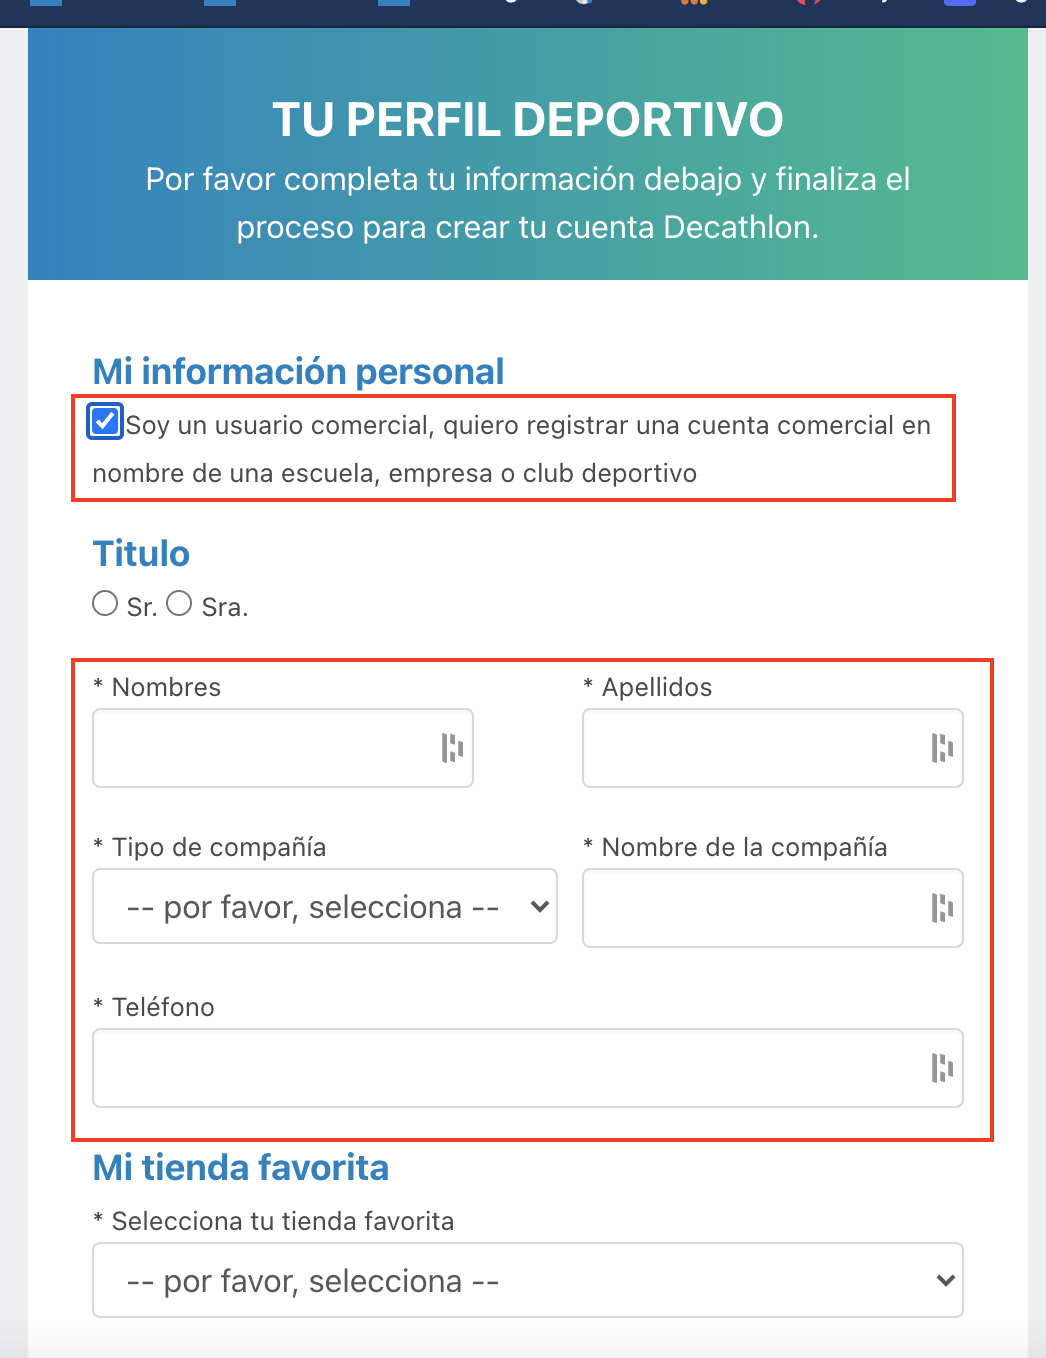 TU PERFIL DEPORTIVO
Por favor completa tu información debajo y finaliza el
proceso para crear tu cuenta Decathlon.
Mi información personal
Soy un usuario comercial, quiero registrar una cuenta comercial en
nombre de una escuela, empresa o club deportivo
Titulo
Sr. Sra.
* Nombres * Apellidos
* Tipo de compañía * Nombre de la compañía
-- por favor, selecciona --
* Teléfono
Mi tienda favorita
* Selecciona tu tienda favorita
-- por favor, selecciona --